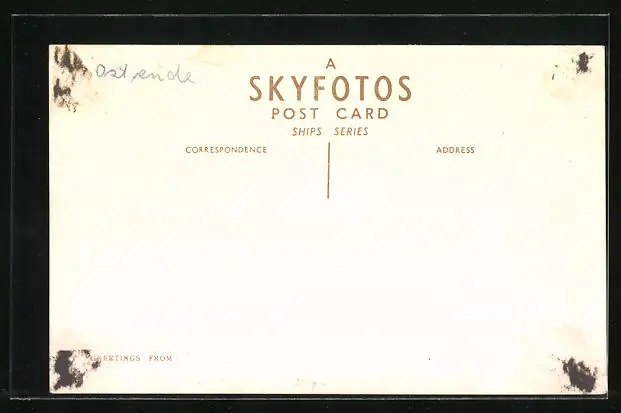 Ostende
A
SKYFOTOS
POST CARD
SHIPS SERIES
CORRESPONDENCE
ADDRESS
GREETINGS FROM